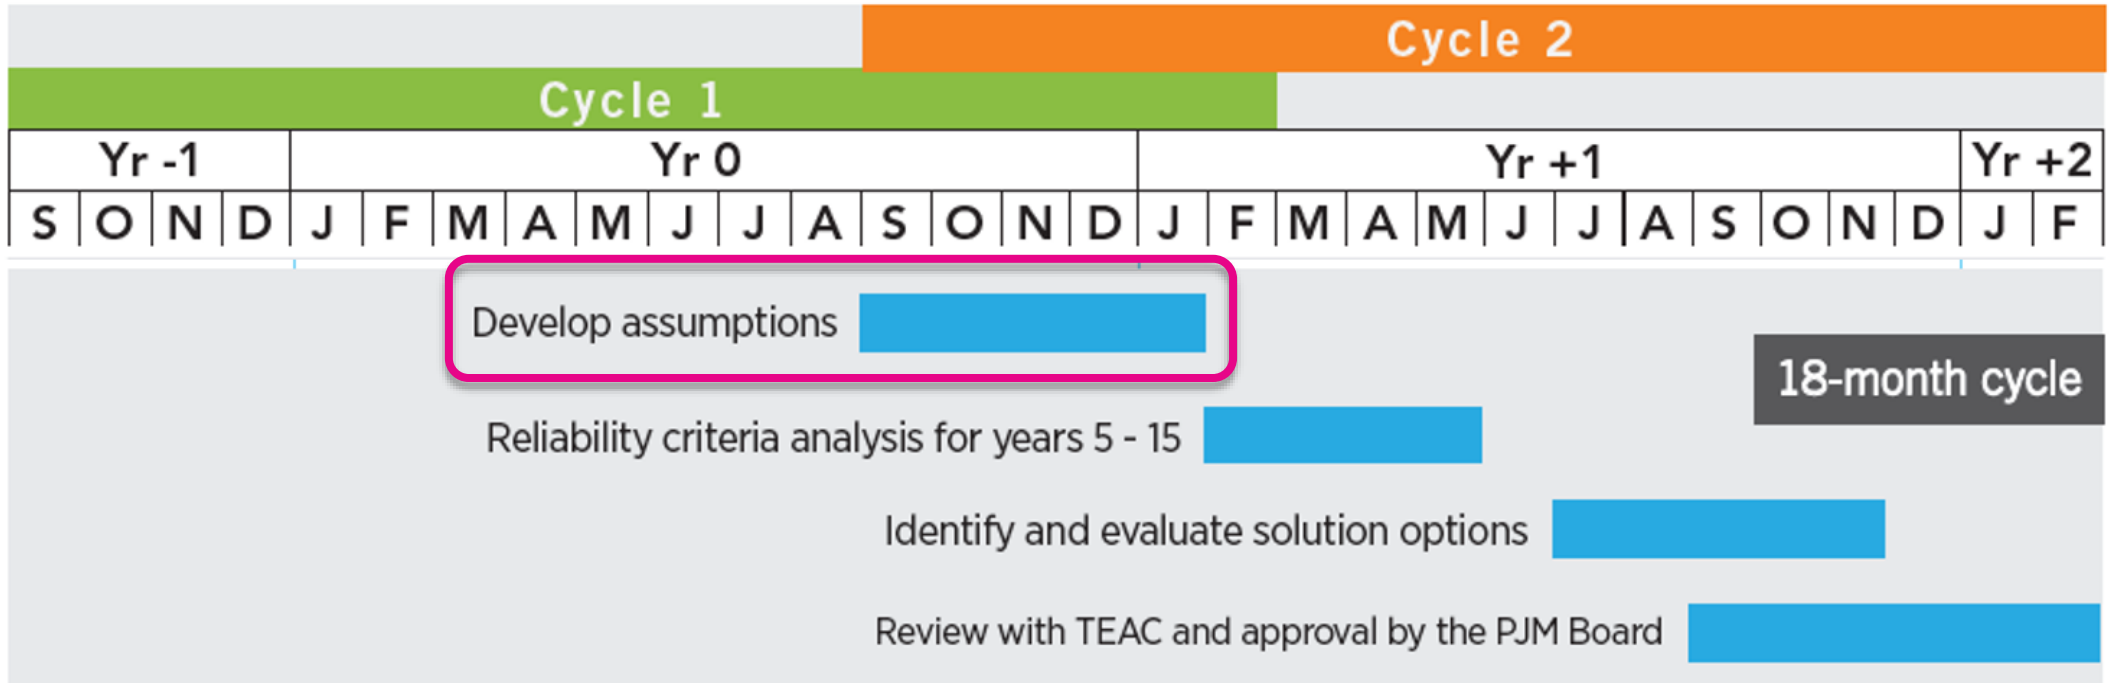 Cycle 2
Cycle 1
Yr -1 Yr 0 Yr +1 Yr +2
S O N D J F M A M J J A S O N D J F M A M J J A S O N D J F
Develop assumptions
18-month cycle
Reliability criteria analysis for years 5 - 15
Identify and evaluate solution options
Review with TEAC and approval by the PJM Board